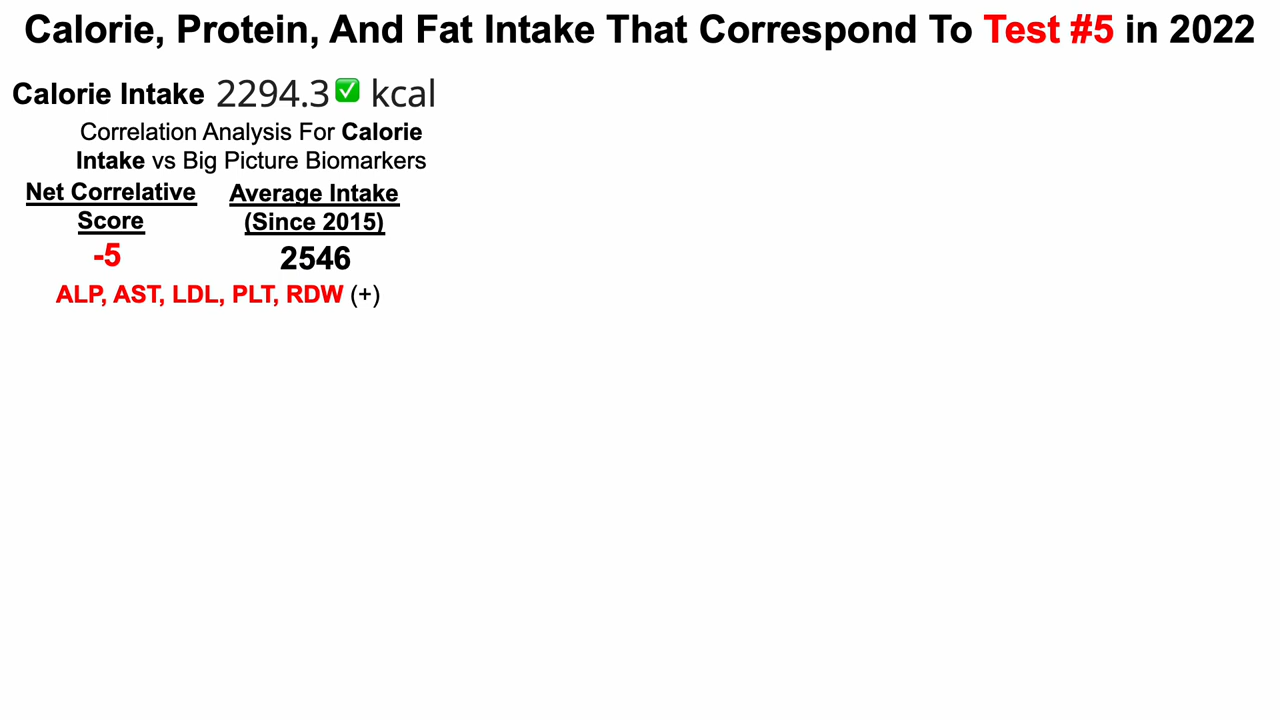 Calorie, Protein, And Fat Intake That Correspond To Test #5 in 2022
Calorie Intake 2294.3✅ kcal
Correlation Analysis For Calorie
Intake vs Big Picture Biomarkers
Net Correlative Average Intake
Score (Since 2015)
-5 2546
ALP, AST, LDL, PLT, RDW (+)